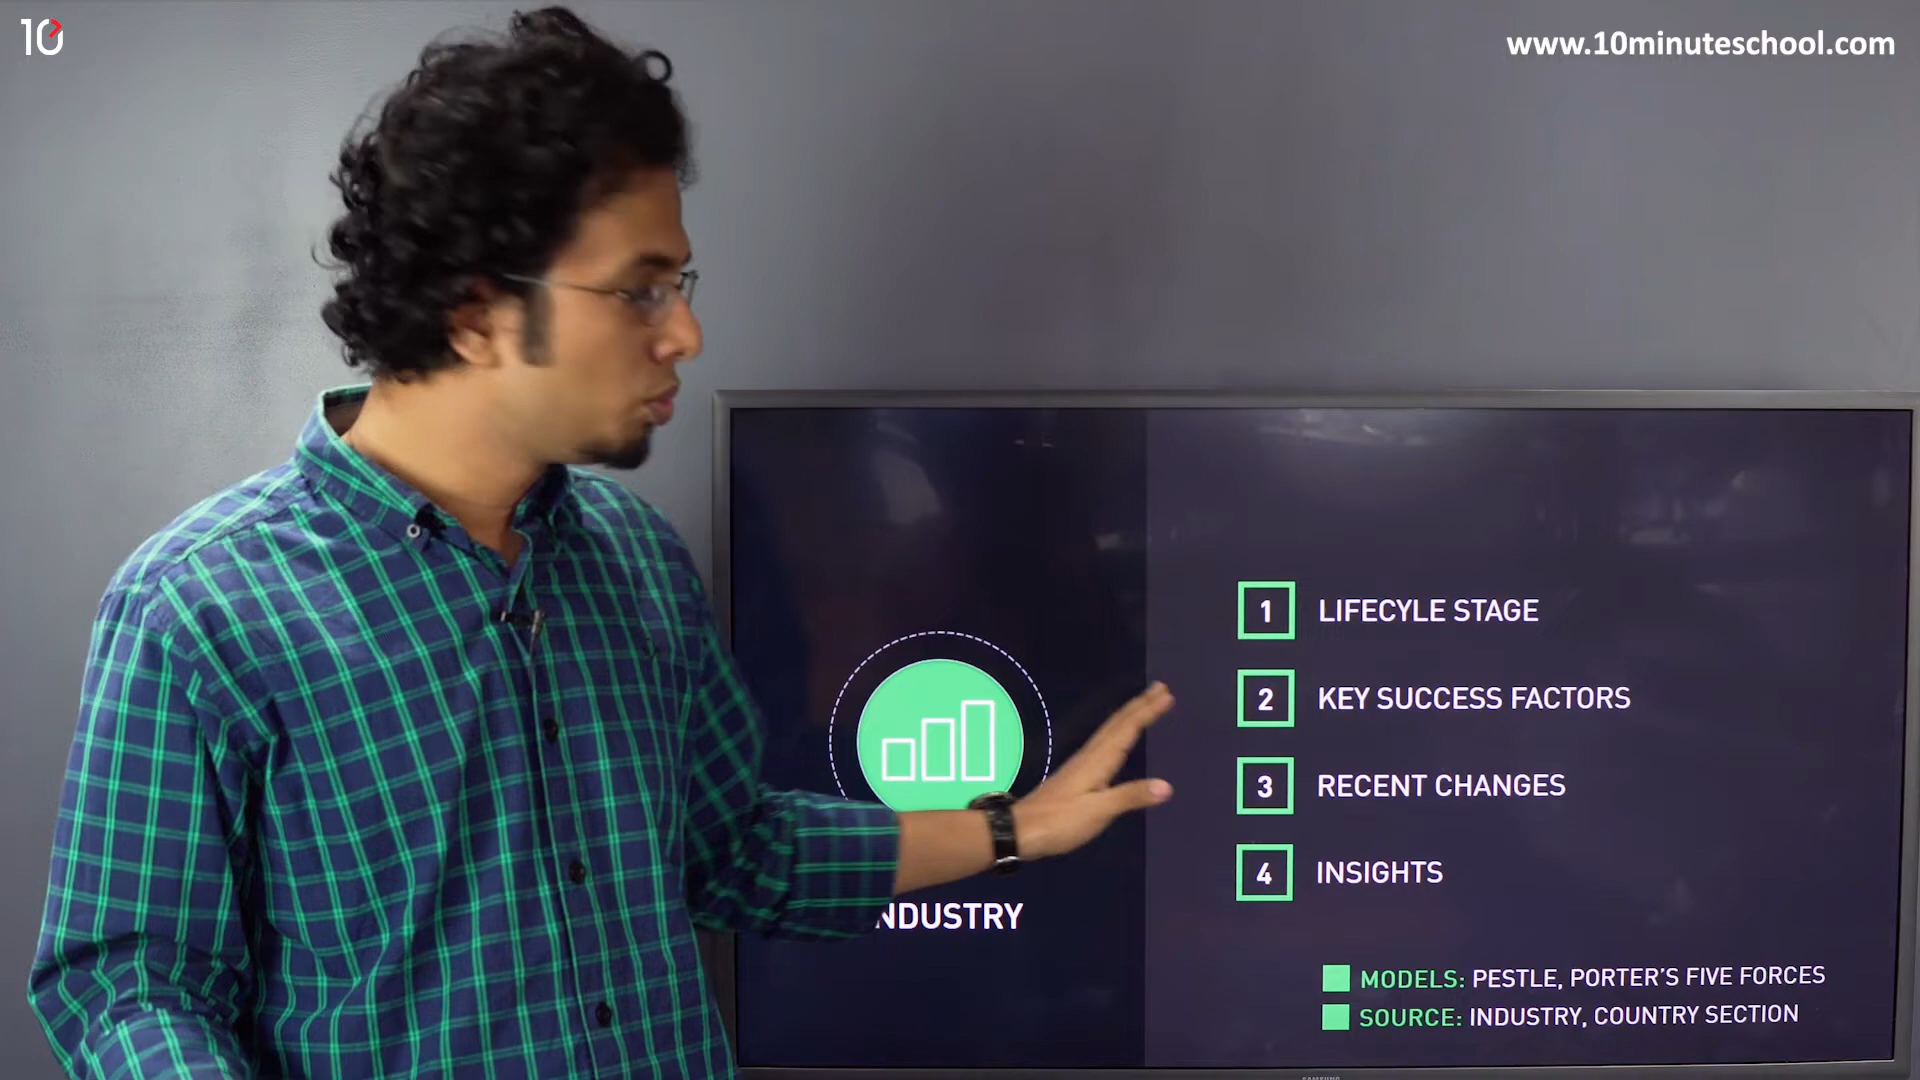 10
www.10minuteschool.com
1 LIFECYLE STAGE
2 KEY SUCCESS FACTORS
3 RECENT CHANGES
4 INSIGHTS
NDUSTRY
MODELS: PESTLE, PORTER'S FIVE FORCES
SOURCE: INDUSTRY, COUNTRY SECTION
SAMSUNG